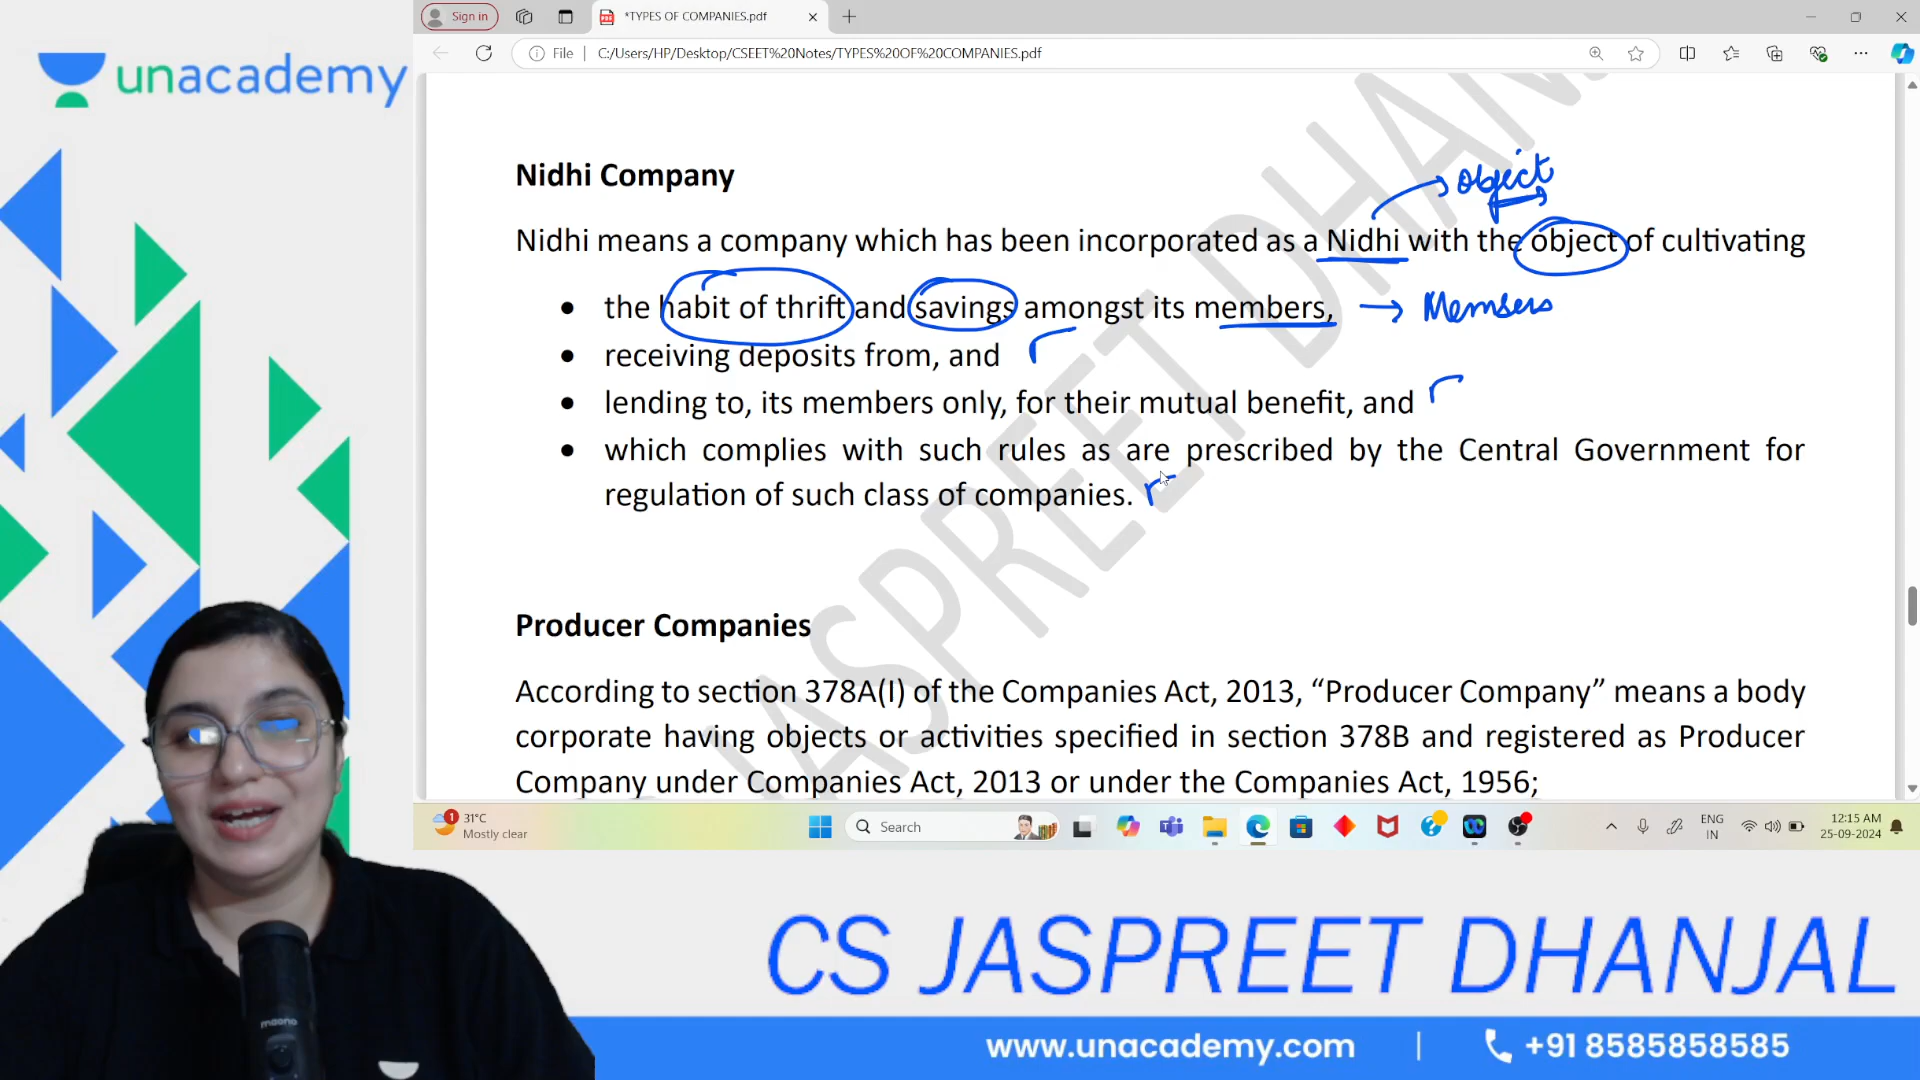 Sign in
*TYPES OF COMPANIES.pdf
File
C:/Users/HP/Desktop/CSEET%20Notes/TYPES%20OF%20COMPANIES.pdf
unacademy
Nidhi Company
object
Nidhi means a company which has been incorporated as a Nidhi with the object of cultivating
• the habit of thrift and savings amongst its members,
Members
• receiving deposits from, and
• lending to, its members only, for their mutual benefit, and
• which complies with such rules as are prescribed by the Central Government for
regulation of such class of companies.
JASPREET DHAN
Producer Companies
According to section 378A(I) of the Companies Act, 2013, “Producer Company” means a body
corporate having objects or activities specified in section 378B and registered as Producer
Company under Companies Act, 2013 or under the Companies Act, 1956;
1
31°C
Mostly clear
Search
ENG
IN
12:15 AM
25-09-2024
maono
CS JASPREET DHANJAL
www.unacademy.com | +91 8585858585